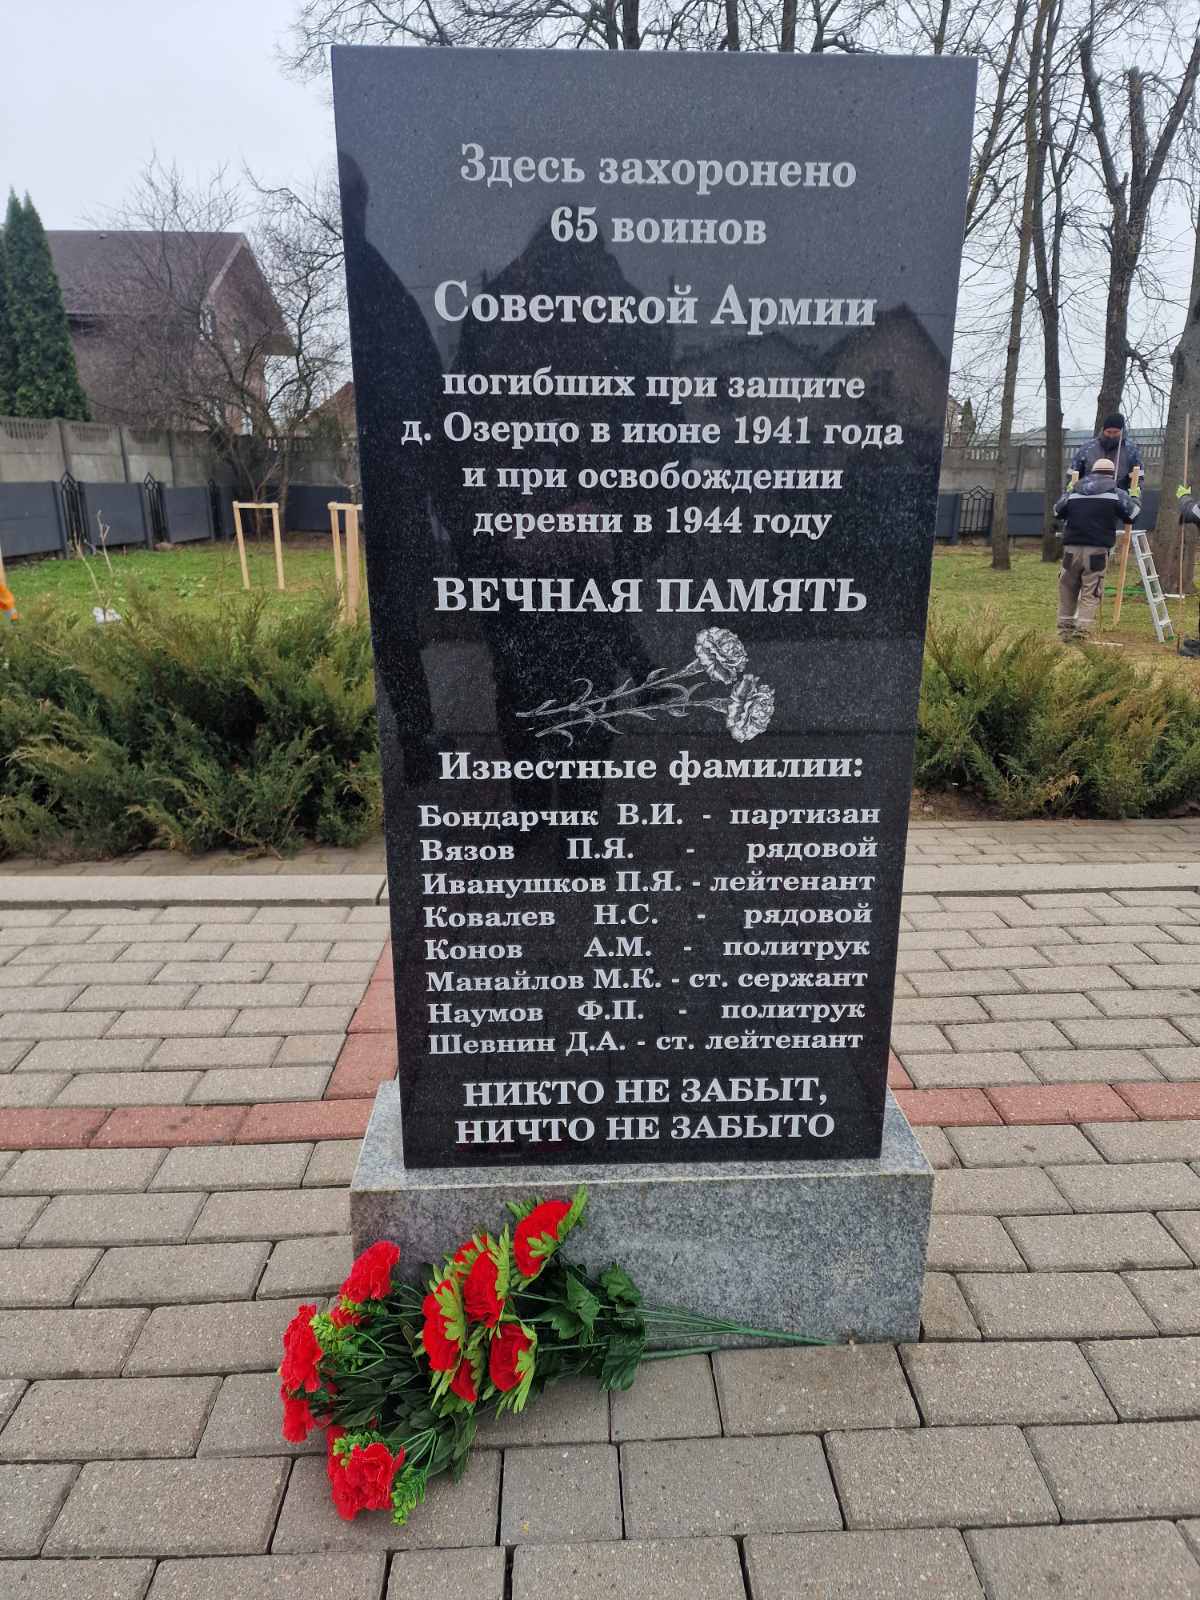 Здесь захоронено
65 воинов
Советской Армии
погибших при защите
д. Озерцо в июне 1941 года
и при освобождении
деревни в 1944 году
ВЕЧНАЯ ПАМЯТЬ
Известные фамилии:
Бондарчик В.И. - партизан
Вязов П.Я. - рядовой
Иванушков П.Я. - лейтенант
Ковалев Н.С. - рядовой
Конов А.М. - политрук
Манайлов М.К. - ст. сержант
Наумов Ф.П. - политрук
Шевнин Д.А. - ст. лейтенант
НИКТО НЕ ЗАБЫТ,
НИЧТО НЕ ЗАБЫТО